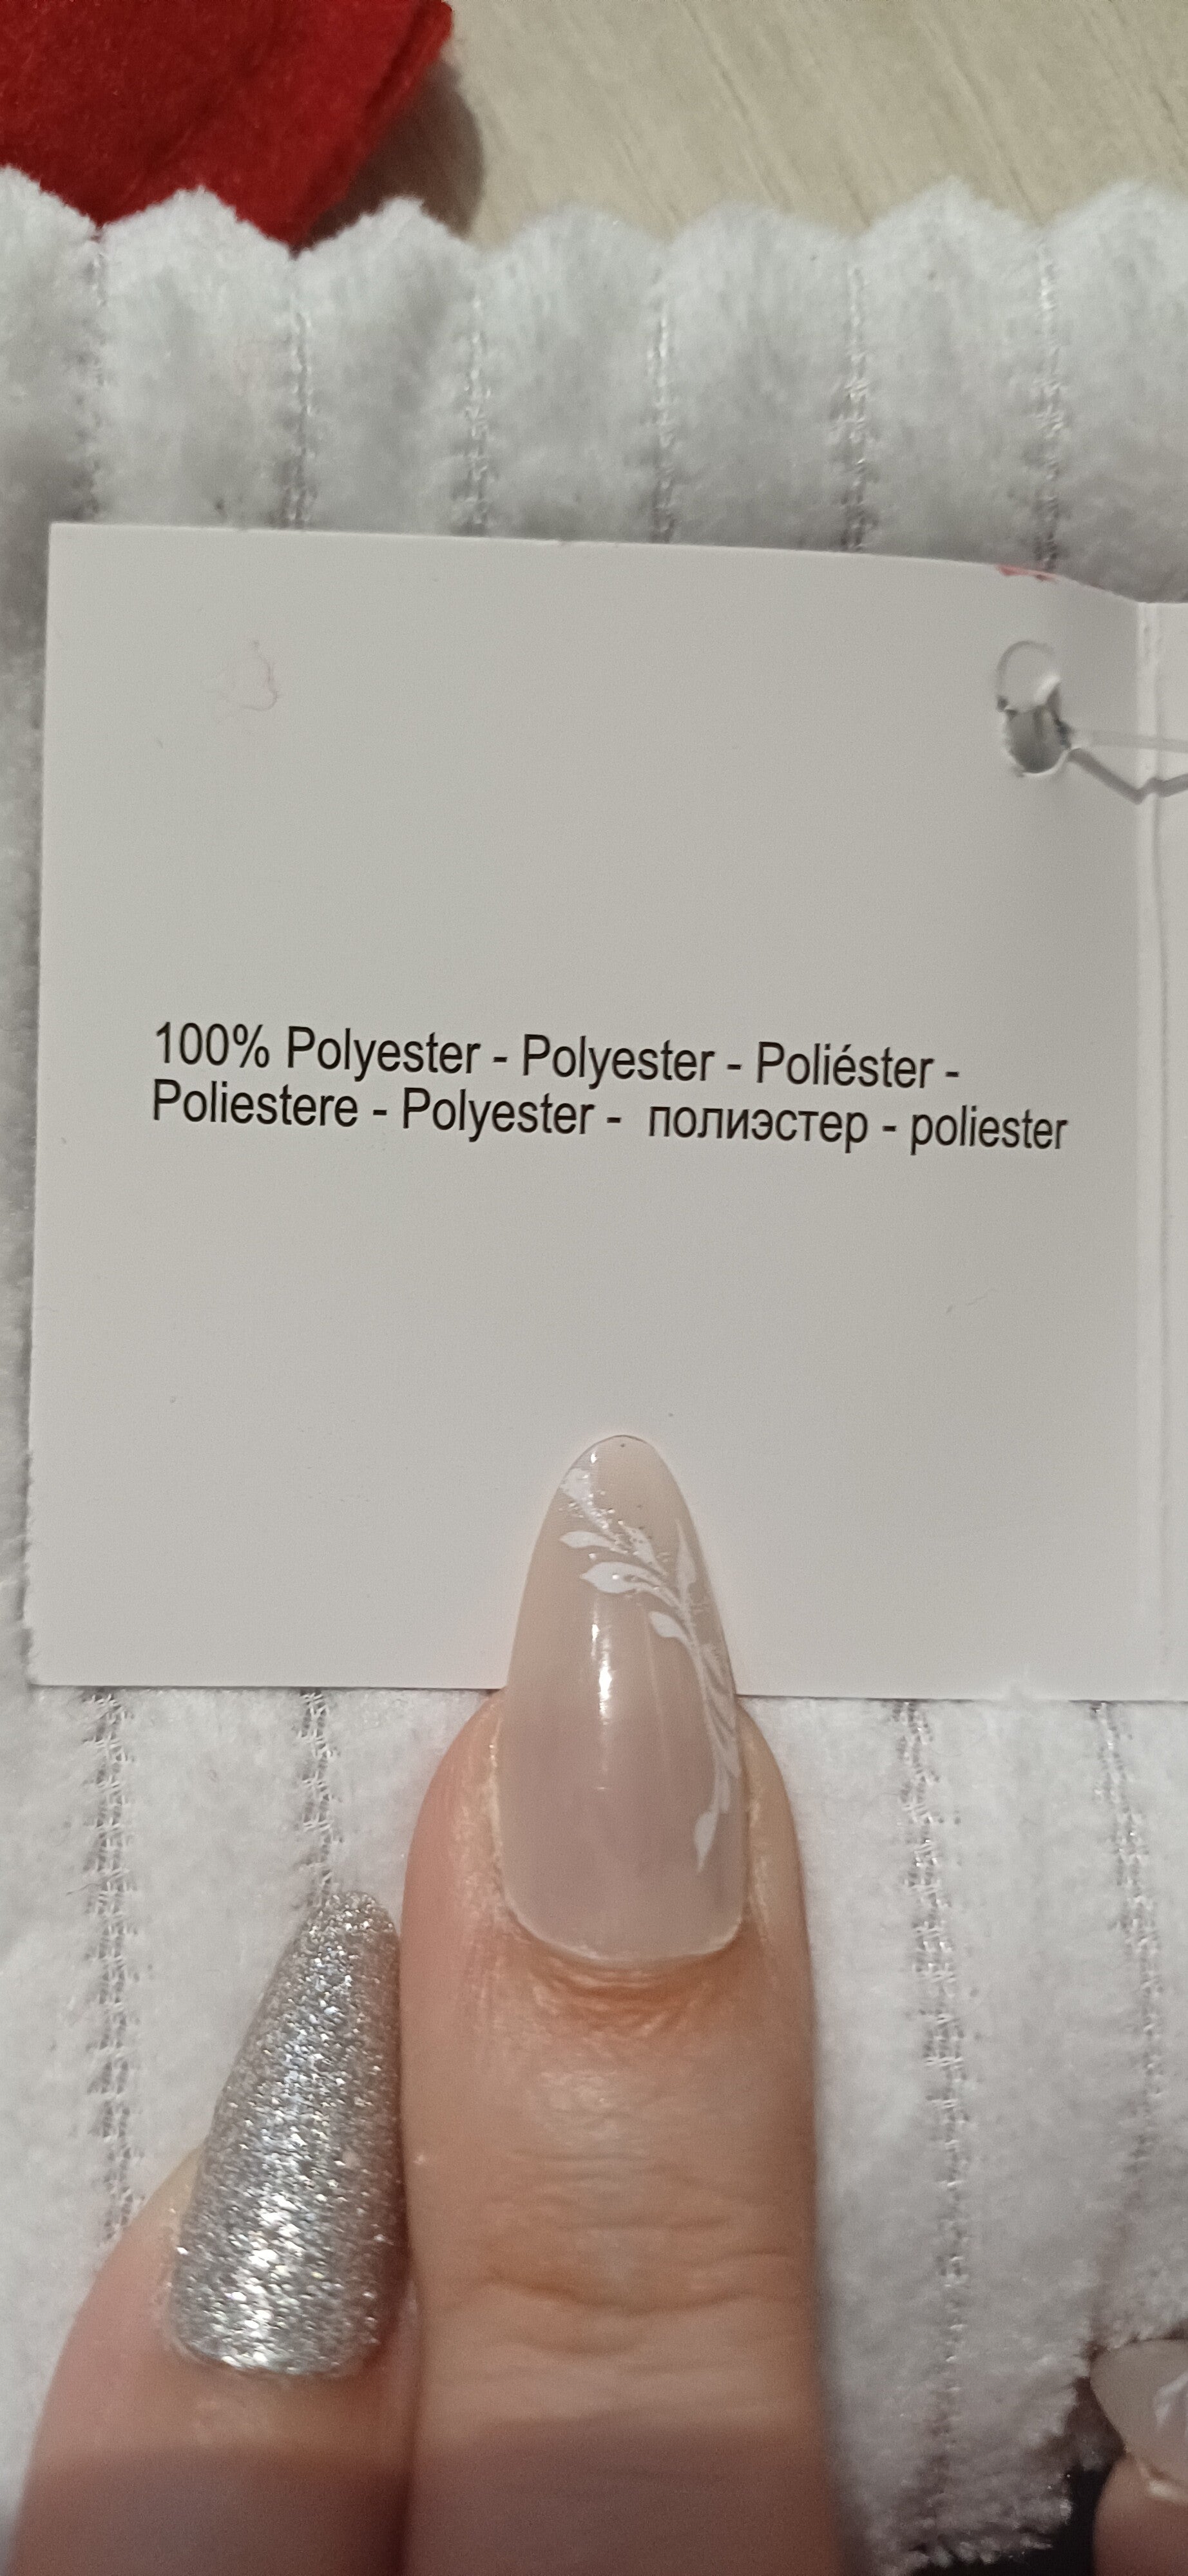 100% Polyester - Polyester - Poliéster -
Poliestere - Polyester - полиэстер - poliester